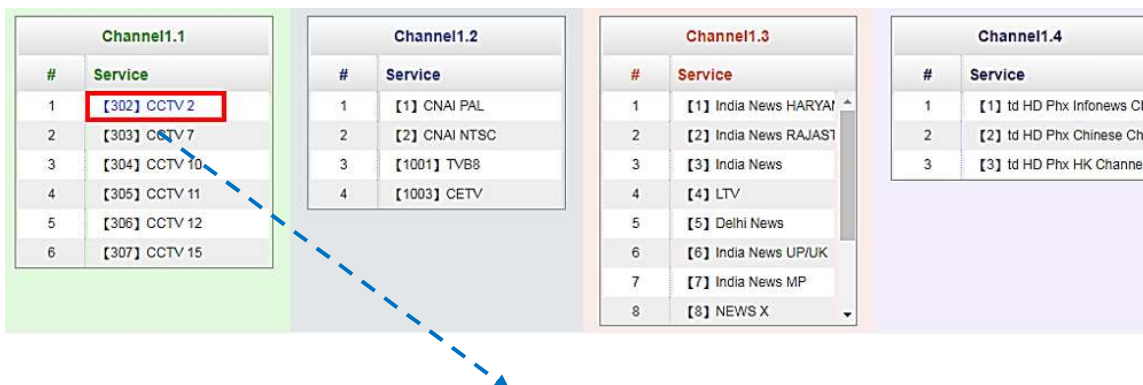 Channel1.1
# Service
1 【302】 CCTV 2
2 【303】 CCTV 7
3 【304】 CCTV 10
4 【305】 CCTV 11
5 【306】 CCTV 12
6 【307】 CCTV 15
Channel1.2
# Service
1 【1】 CNAI PAL
2 【2】 CNAI NTSC
3 【1001】 TVB8
4 【1003】 CETV
Channel1.3
# Service
1 【1】 India News HARYA
2 【2】 India News RAJAST
3 【3】 India News
4 【4】 LTV
5 【5】 Delhi News
6 【6】 India News UP/UK
7 【7】 India News MP
8 【8】 NEWS X
Channel1.4
# Service
1 【1】 td HD Phx Infonews C
2 【2】 td HD Phx Chinese Ch
3 【3】 td HD Phx HK Channe